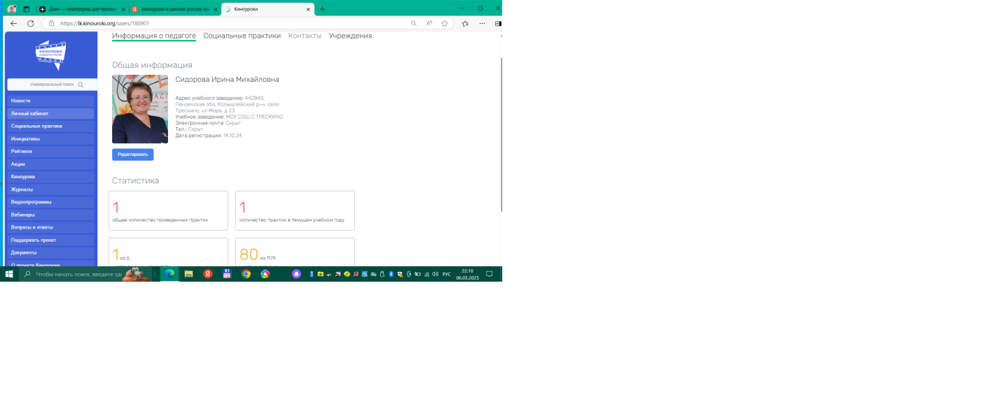 Дзен — платформа для просмо
киноуроки в школах россии оф
Киноуроки
https://lk.kinouroki.org/users/180901
Информация о педагоге Социальные практики Контакты Учреждения
КИНОУРОКИ
В ШКОЛАХ РОССИИ
Универсальный поиск
Новости
Личный кабинет
Социальные практики
Инициативы
Рейтинги
Акции
Киноуроки
Журналы
Видеопрограммы
Вебинары
Вопросы и ответы
Поддержать проект
Документы
О проекте Киноуроки
Общая информация
Сидорова Ирина Михайловна
Адрес учебного заведение: 442840,
Пензенская обл, Колышлейский р-н, село
Трескино, ул Мира, д 23
Учебное заведение: МОУ СОШ С.ТРЕСКИНО
Электронная почта: Скрыт
Тел.: Скрыт
Дата регистрации: 14.10.24
Редактировать
Статистика
1
общее количество проведенных практик
1
количество практик в текущем учебном году
1 из 6
80 из 1179
Чтобы начать поиск, введите зд
РУС
22:10
06.03.2025